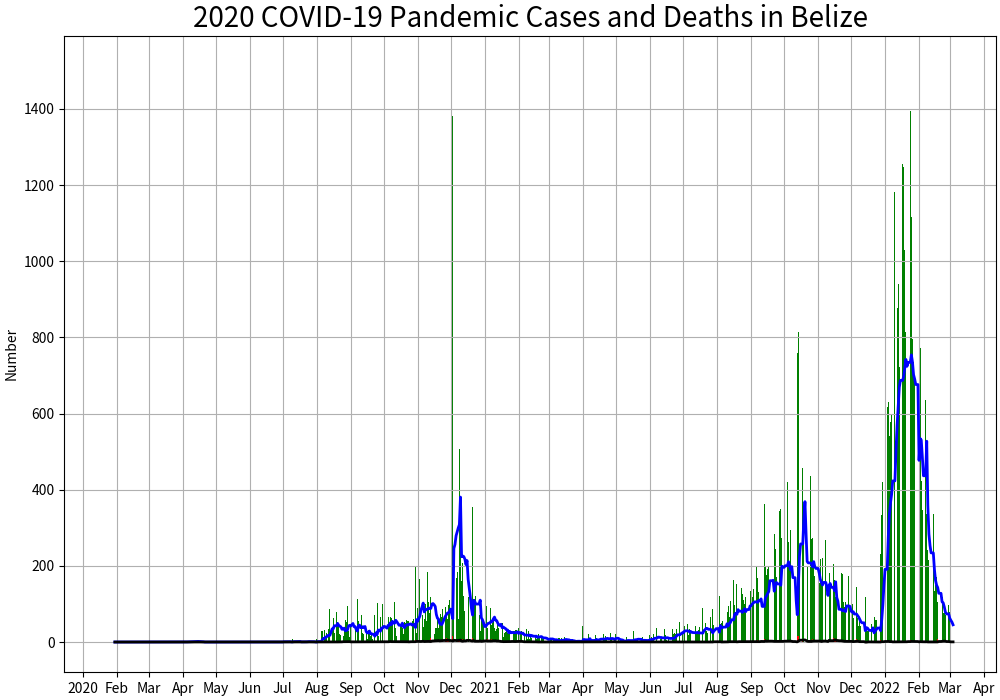 2020 COVID-19 Pandemic Cases and Deaths in Belize
Number
1400
1200
1000
800
600
400
200
0
2020 Feb Mar Apr May Jun Jul Aug Sep Oct Nov Dec 2021 Feb Mar Apr May Jun Jul Aug Sep Oct Nov Dec 2022 Feb Mar Apr